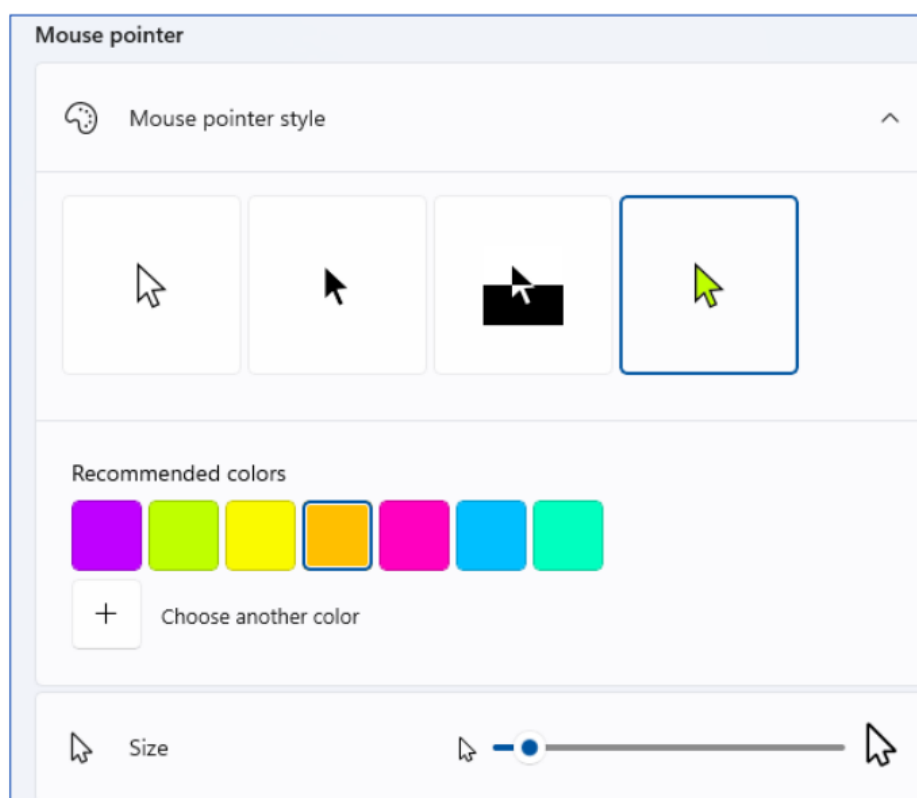 Mouse pointer
Mouse pointer style
Recommended colors
Choose another color
Size